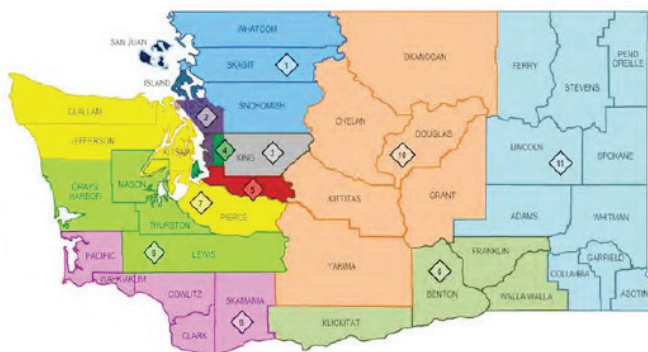 WHATCOM
SAN JUAN
OKANOGAN
PEND
OREILLE
FERRY
STEVENS
SKAGIT
1
ISLAND
SNOHOMISH
CLALLAM
CHELAN
2
DOUGLAS
JEFFERSON
KITSAP
4
KING
3
10
LINCOLN
11
SPOKANE
MASON
GRAYS
HARBOR
5
KITTITAS
GRANT
7
PIERCE
THURSTON
ADAMS
WHITMAN
PACIFIC
LEWIS
YAKIMA
FRANKLIN
GARFIELD
WAHKIAKUM
COLUMBIA
BENTON
WALLA WALLA
ASOTIN
COWLITZ
SKAMANIA
9
CLARK
KLICKITAT